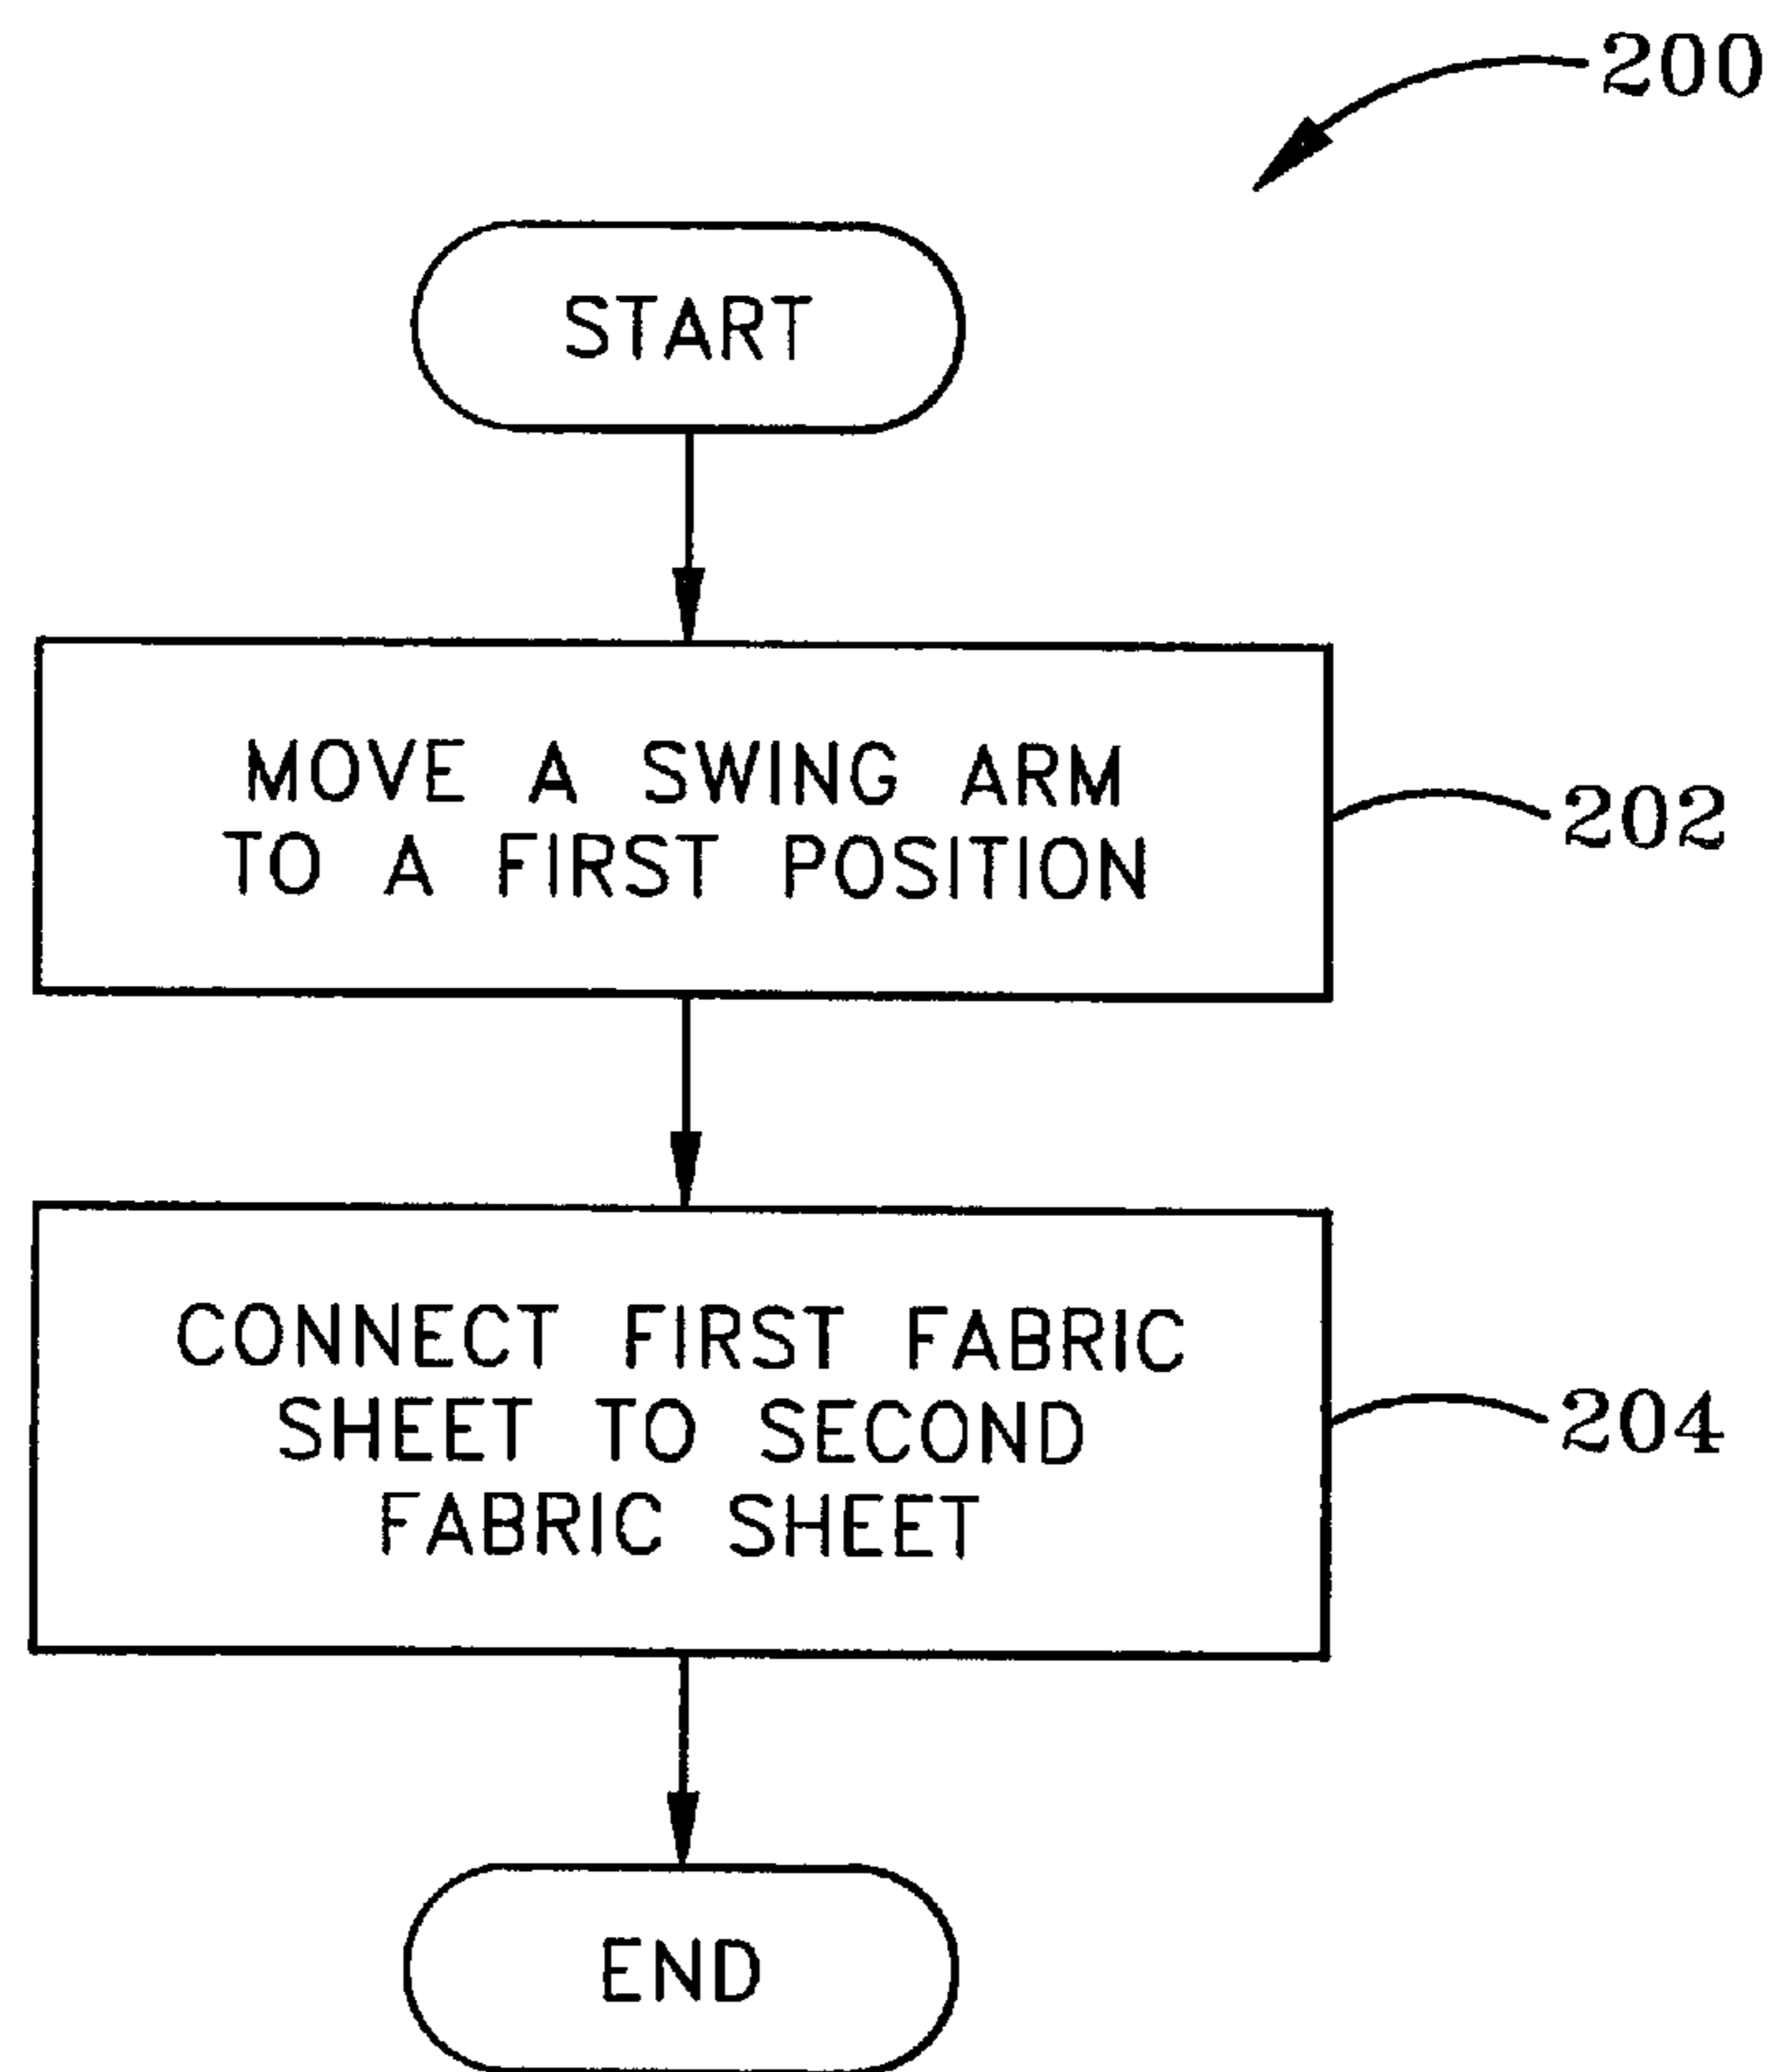 200
START
MOVE A SWING ARM
TO A FIRST POSITION
202
CONNECT FIRST FABRIC
SHEET TO SECOND
FABRIC SHEET
204
END